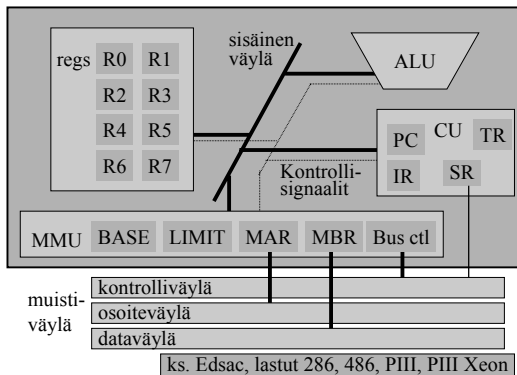 regs R0 R1
R2 R3
R4 R5
R6 R7
sisäinen
väylä
ALU
PC CU TR
IR SR
Kontrolli-
signaalit
MMU BASE LIMIT MAR MBR Bus ctl
muisti-
väylä
kontrolliväylä
osoiteväylä
dataväylä
ks. Edsac, lastut 286, 486, PIII, PIII Xeon